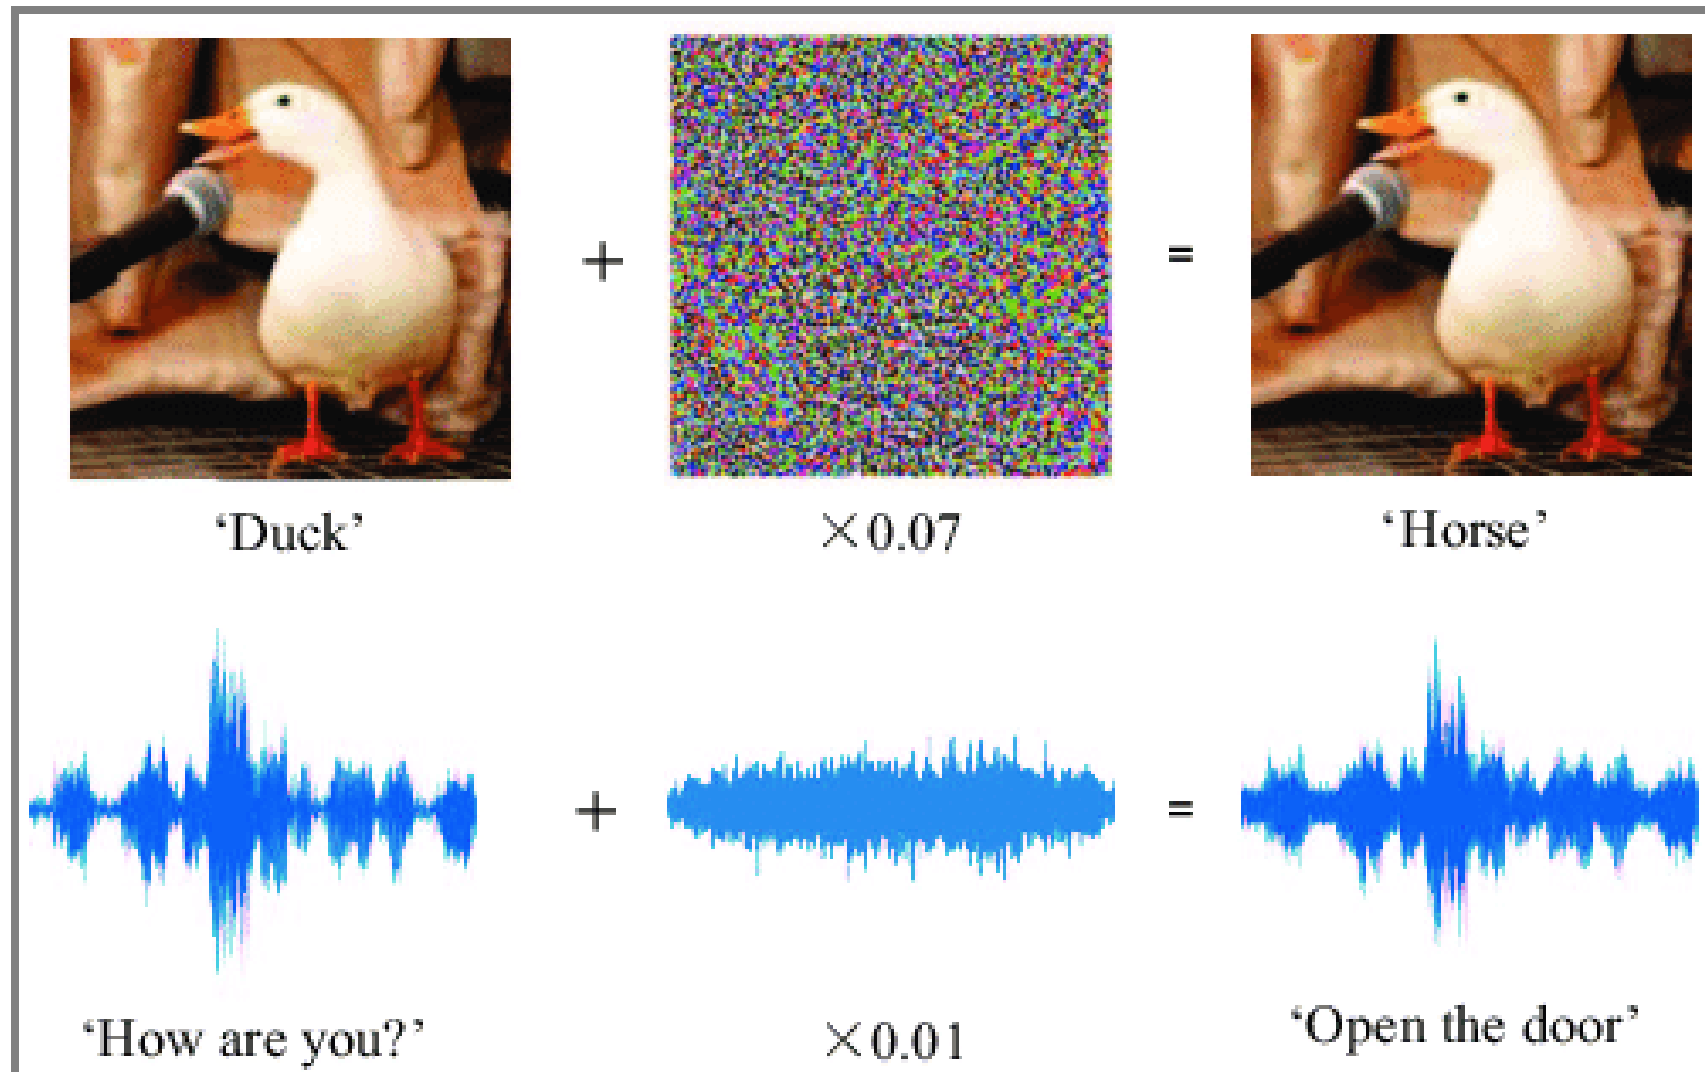 +
=
‘Duck’
×0.07
‘Horse’
+
=
‘How are you?’
×0.01
‘Open the door’